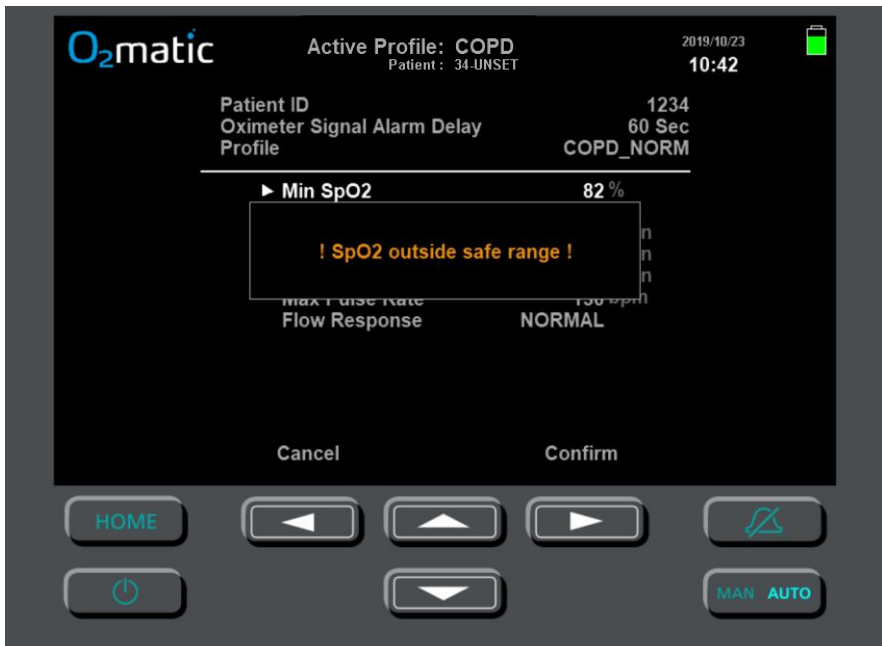 O2matic
Active Profile: COPD
Patient : 34-UNSET
2019/10/23
10:42
Patient ID 1234
Oximeter Signal Alarm Delay 60 Sec
Profile COPD_NORM
► Min SpO2 82 %
! SpO2 outside safe range !
Flow Response NORMAL
Cancel Confirm
HOME
MAN AUTO